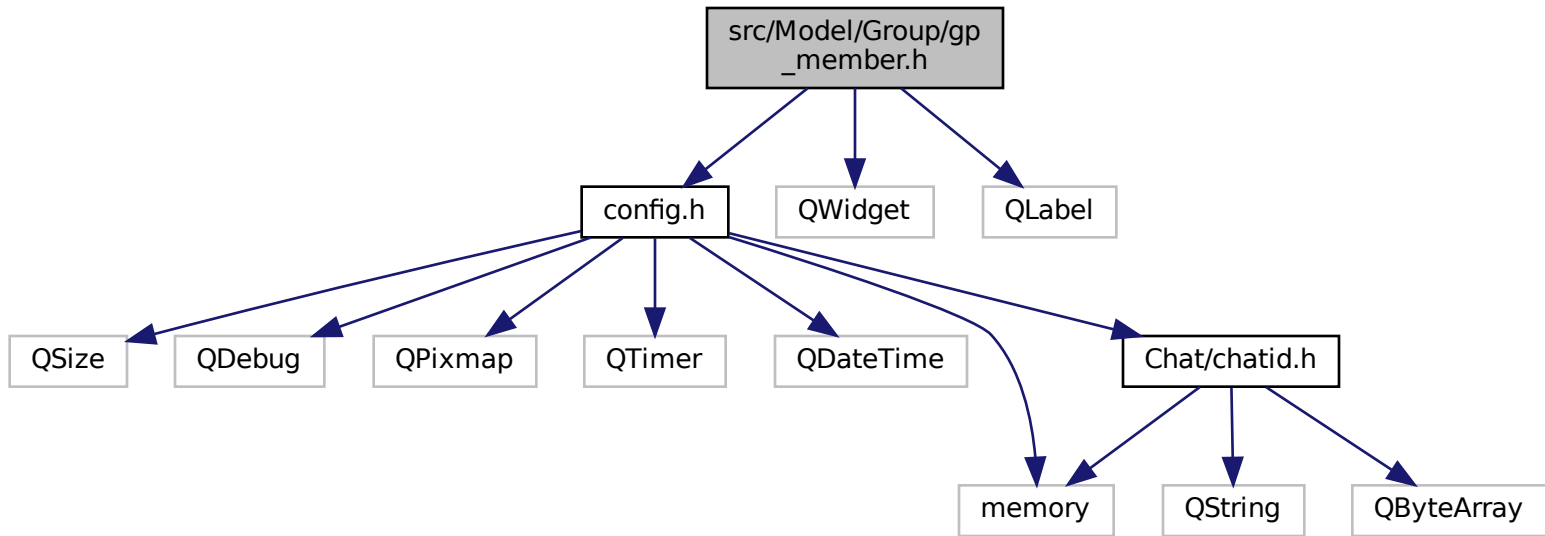 src/Model/Group/gp
_member.h
config.h
QWidget
QLabel
QSize
QDebug
QPixmap
QTimer
QDateTime
Chat/chatid.h
memory
QString
QByteArray